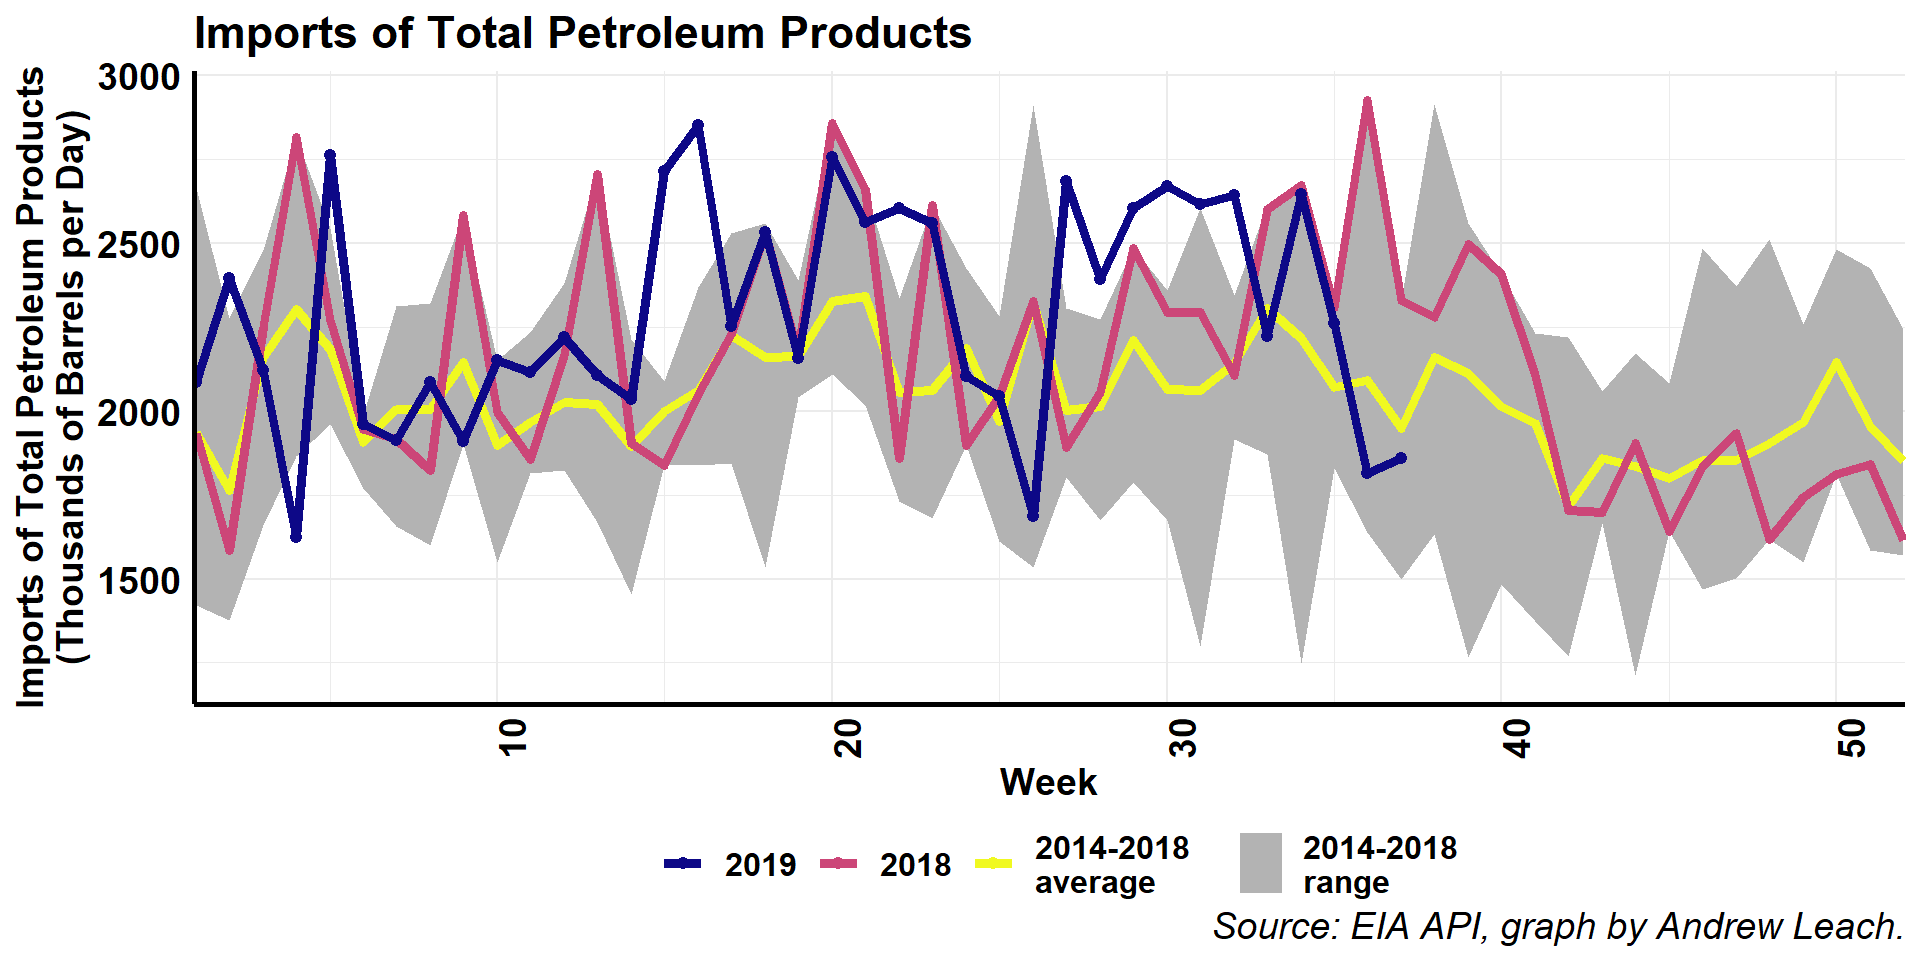 Imports of Total Petroleum Products
Imports of Total Petroleum Products
(Thousands of Barrels per Day)
3000
2500
2000
1500
10
20
30
40
50
Week
2019
2018
2014-2018
average
2014-2018
range
Source: EIA API, graph by Andrew Leach.